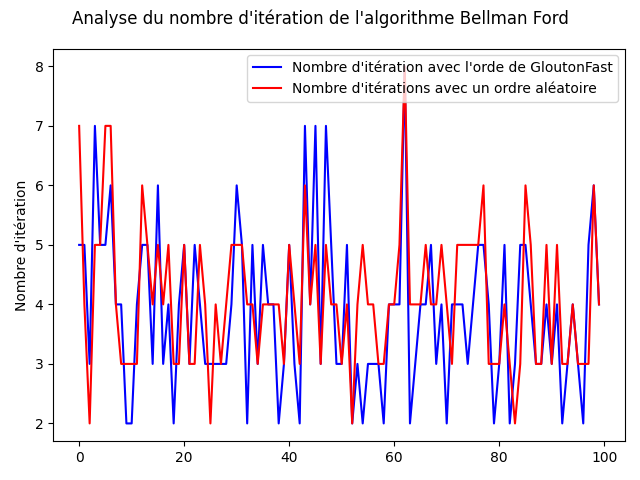 Analyse du nombre d'itération de l'algorithme Bellman Ford
Nombre d'itération avec l'orde de GloutonFast
Nombre d'itérations avec un ordre aléatoire
Nombre d'itération
8
7
6
5
4
3
2
0 20 40 60 80 100